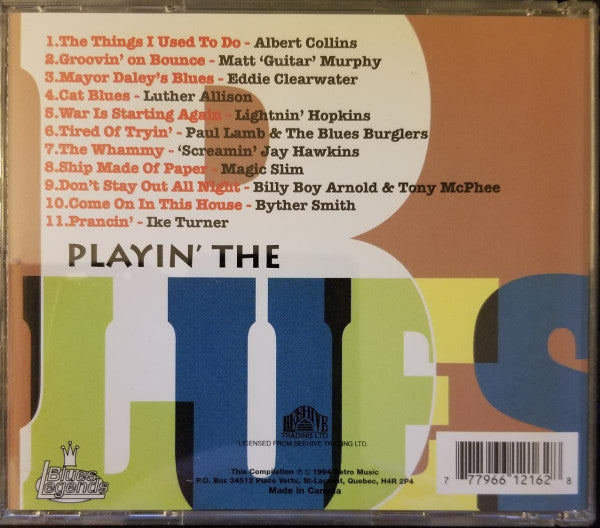 1.The Things I Used To Do - Albert Collins
2.Groovin' on Bounce - Matt 'Guitar' Murphy
3.Mayor Daley's Blues - Eddie Clearwater
4.Cat Blues - Luther Allison
5.War Is Starting Again - Lightnin' Hopkins
6.Tired Of Tryin' - Paul Lamb & The Blues Burglers
7.The Whammy - 'Screamin' Jay Hawkins
8.Ship Made Of Paper - Magic Slim
9.Don't Stay Out All Night - Billy Boy Arnold & Tony McPhee
10.Come On In This House - Byther Smith
11.Prancin' - Ike Turner
PLAYIN' THE
BLUES
BEEHIVE
TRADING LTD
LICENSED FROM BEEHIVE TRADING LTD.
Blues
Legends
This Compilation ℗ © 1994 Retro Music
P.O. Box 34512 Place Vertu, St-Laurent, Quebec, H4R 2P4
Made in Canada
7 77966 12162 8